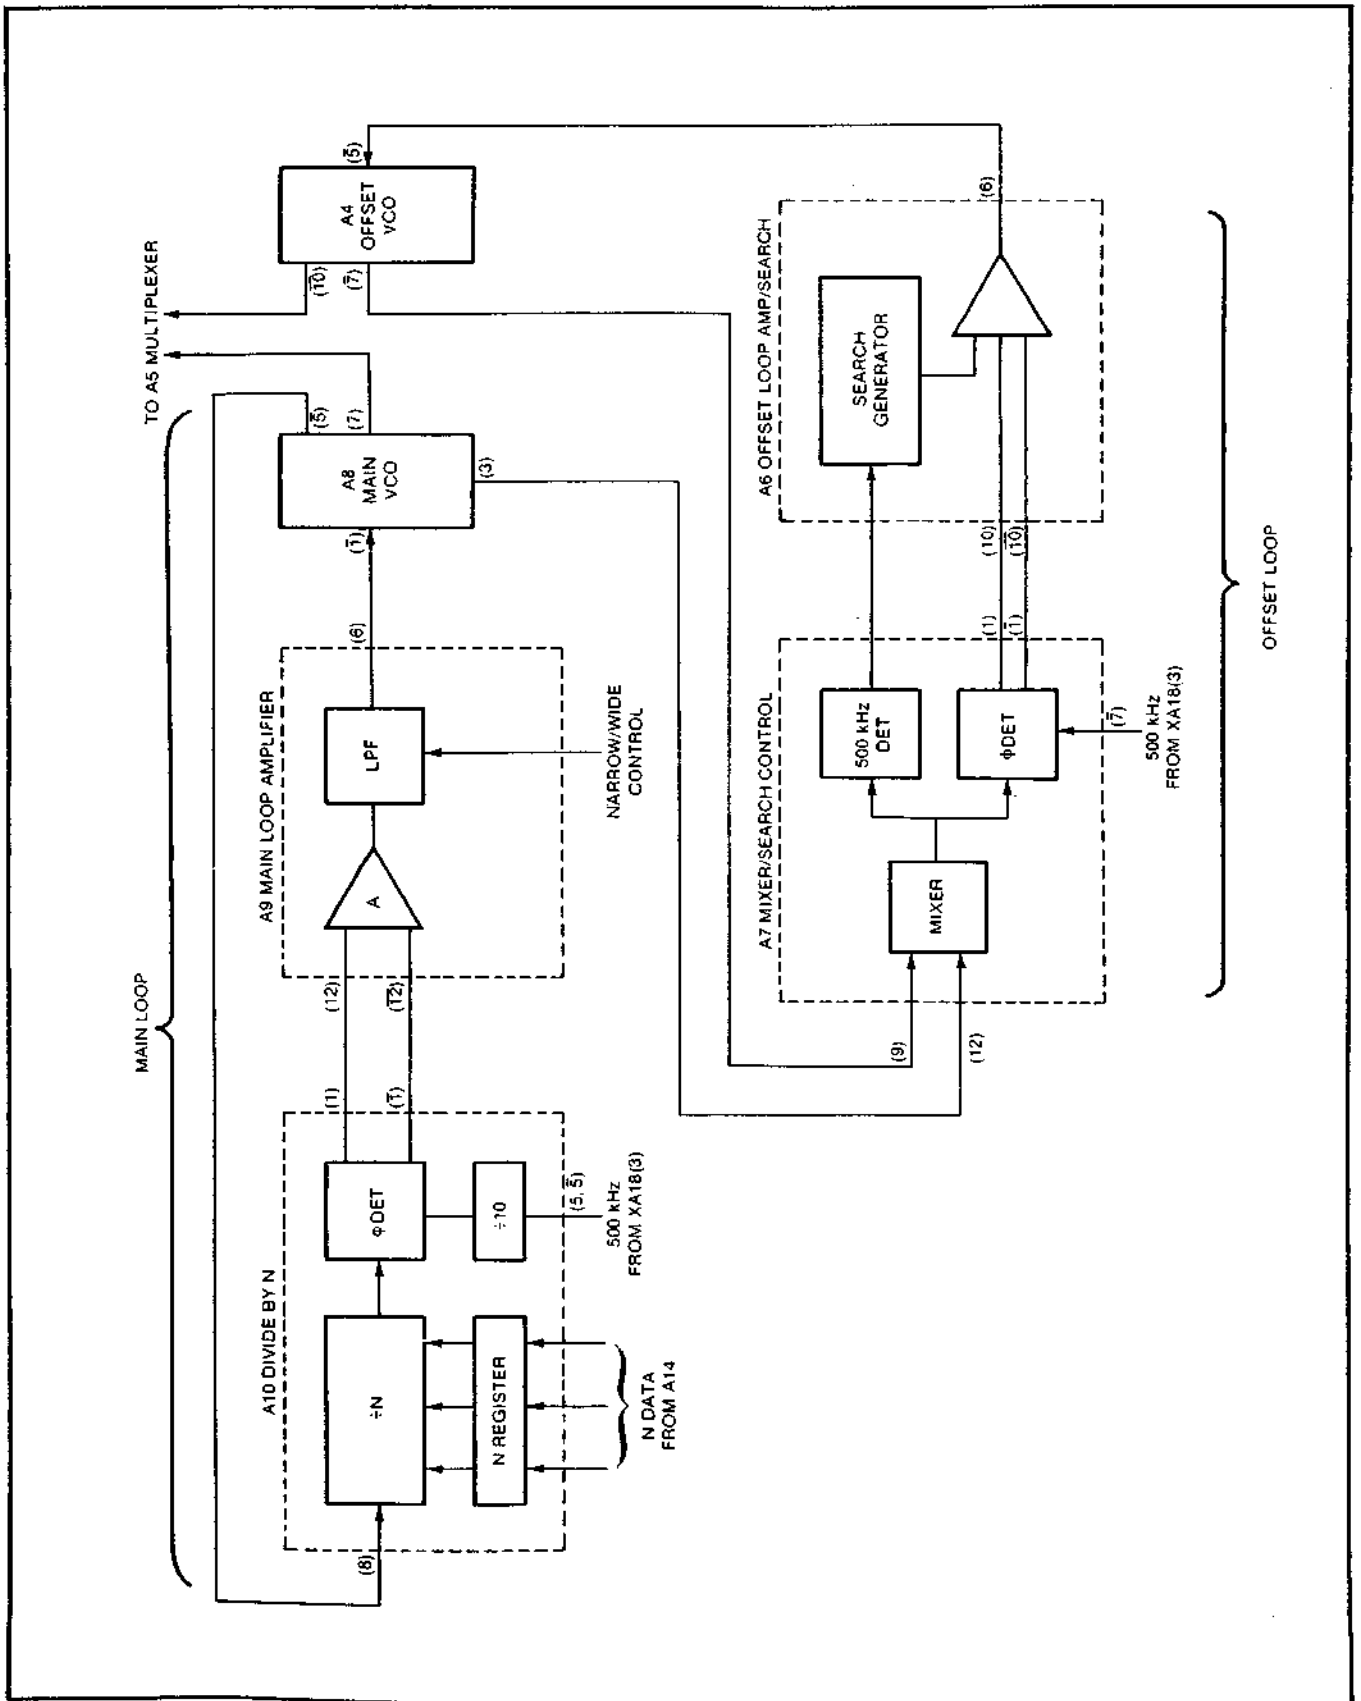 MAIN LOOP
TO A5 MULTIPLEXER
A10 DIVIDE BY N
(8)
÷N
N REGISTER
N DATA
FROM A14
ΦDET
÷10
(5, 5̅)
500 kHz
FROM XA18(3)
(1)
(1̅)
(12)
(1̅2̅)
A9 MAIN LOOP AMPLIFIER
A
LPF
NARROW/WIDE
CONTROL
(6)
(1̅)
A8
MAIN
VCO
(5̅)
(7)
(3)
A4
OFFSET
VCO
(1̅0̅)
(7̅)
(5̅)
A7 MIXER/SEARCH CONTROL
(9)
(12)
MIXER
500 kHz
DET
ΦDET
(7̅)
500 kHz
FROM XA18(3)
(1)
(1̅)
(10)
(1̅0̅)
A6 OFFSET LOOP AMP/SEARCH
SEARCH
GENERATOR
(6)
OFFSET LOOP